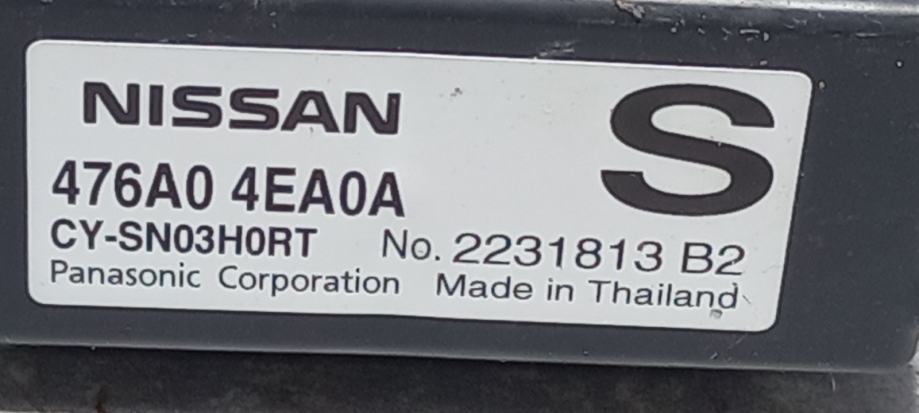 NISSAN S
476A0 4EA0A
CY-SN03H0RT No. 2231813 B2
Panasonic Corporation Made in Thailand